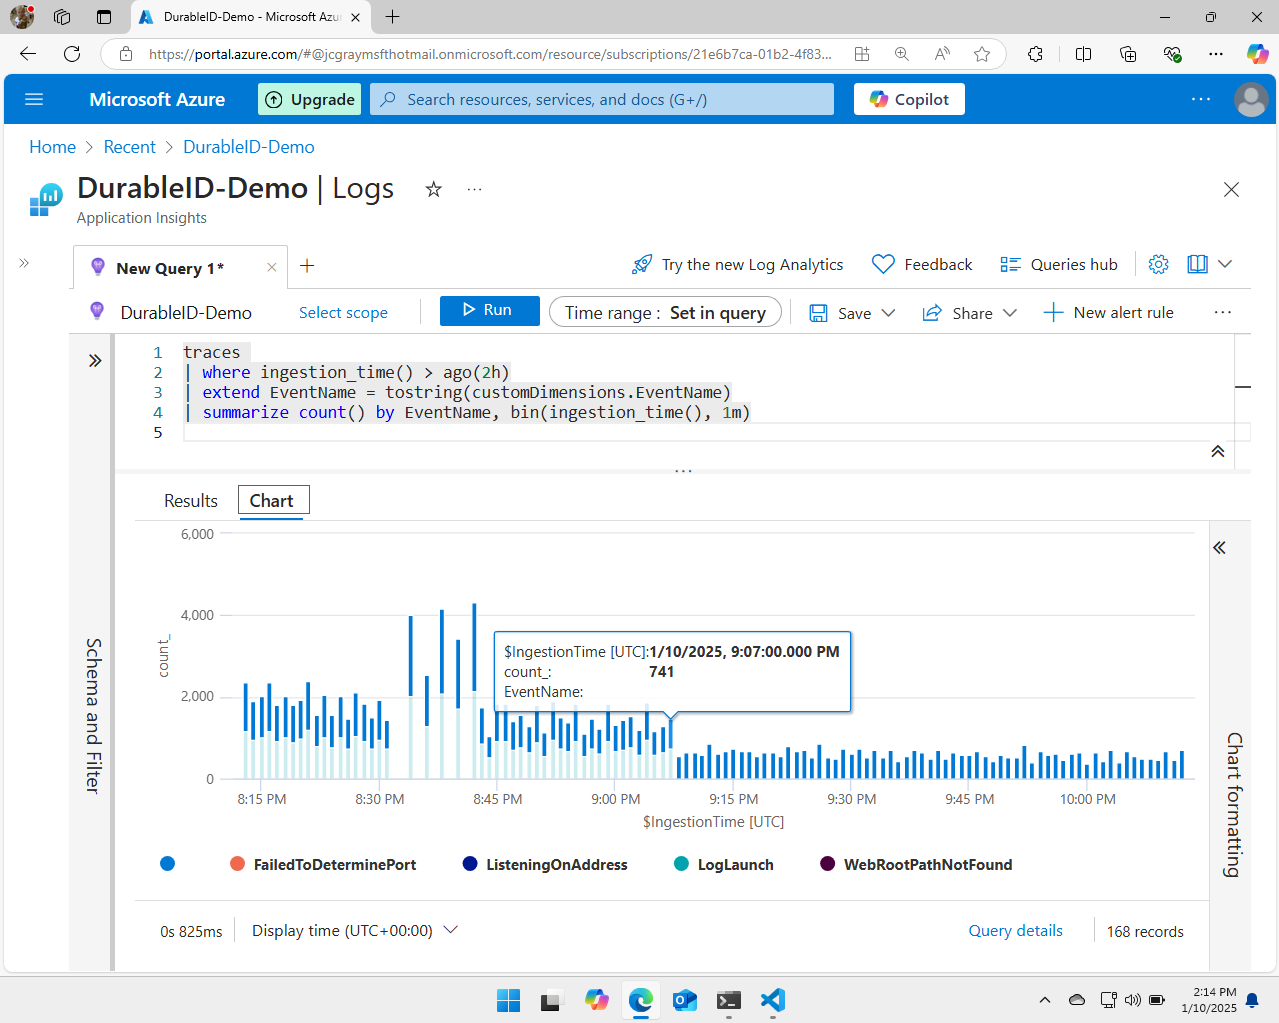 DurableID-Demo - Microsoft Azu
https://portal.azure.com/#@jcgraymsfthotmail.onmicrosoft.com/resource/subscriptions/21e6b7ca-01b2-4f83...
Microsoft Azure
Upgrade
Search resources, services, and docs (G+/)
Copilot
Home > Recent > DurableID-Demo
DurableID-Demo | Logs
Application Insights
New Query 1*
Try the new Log Analytics
Feedback
Queries hub
DurableID-Demo
Select scope
Run
Time range : Set in query
Save
Share
New alert rule
1 traces
2 | where ingestion_time() > ago(2h)
3 | extend EventName = tostring(customDimensions.EventName)
4 | summarize count() by EventName, bin(ingestion_time(), 1m)
5
Schema and Filter
Results
Chart
6,000
4,000
2,000
0
count_
$IngestionTime [UTC]:1/10/2025, 9:07:00.000 PM
count_: 741
EventName:
8:15 PM
8:30 PM
8:45 PM
9:00 PM
9:15 PM
9:30 PM
9:45 PM
10:00 PM
$IngestionTime [UTC]
Chart formatting
FailedToDeterminePort
ListeningOnAddress
LogLaunch
WebRootPathNotFound
0s 825ms
Display time (UTC+00:00)
Query details
168 records
2:14 PM
1/10/2025